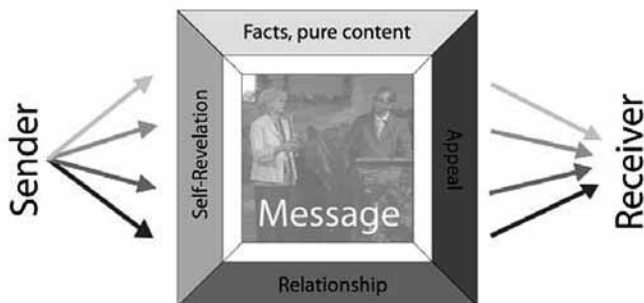 Facts, pure content
Sender
Self-Revelation
Message
Appeal
Receiver
Relationship